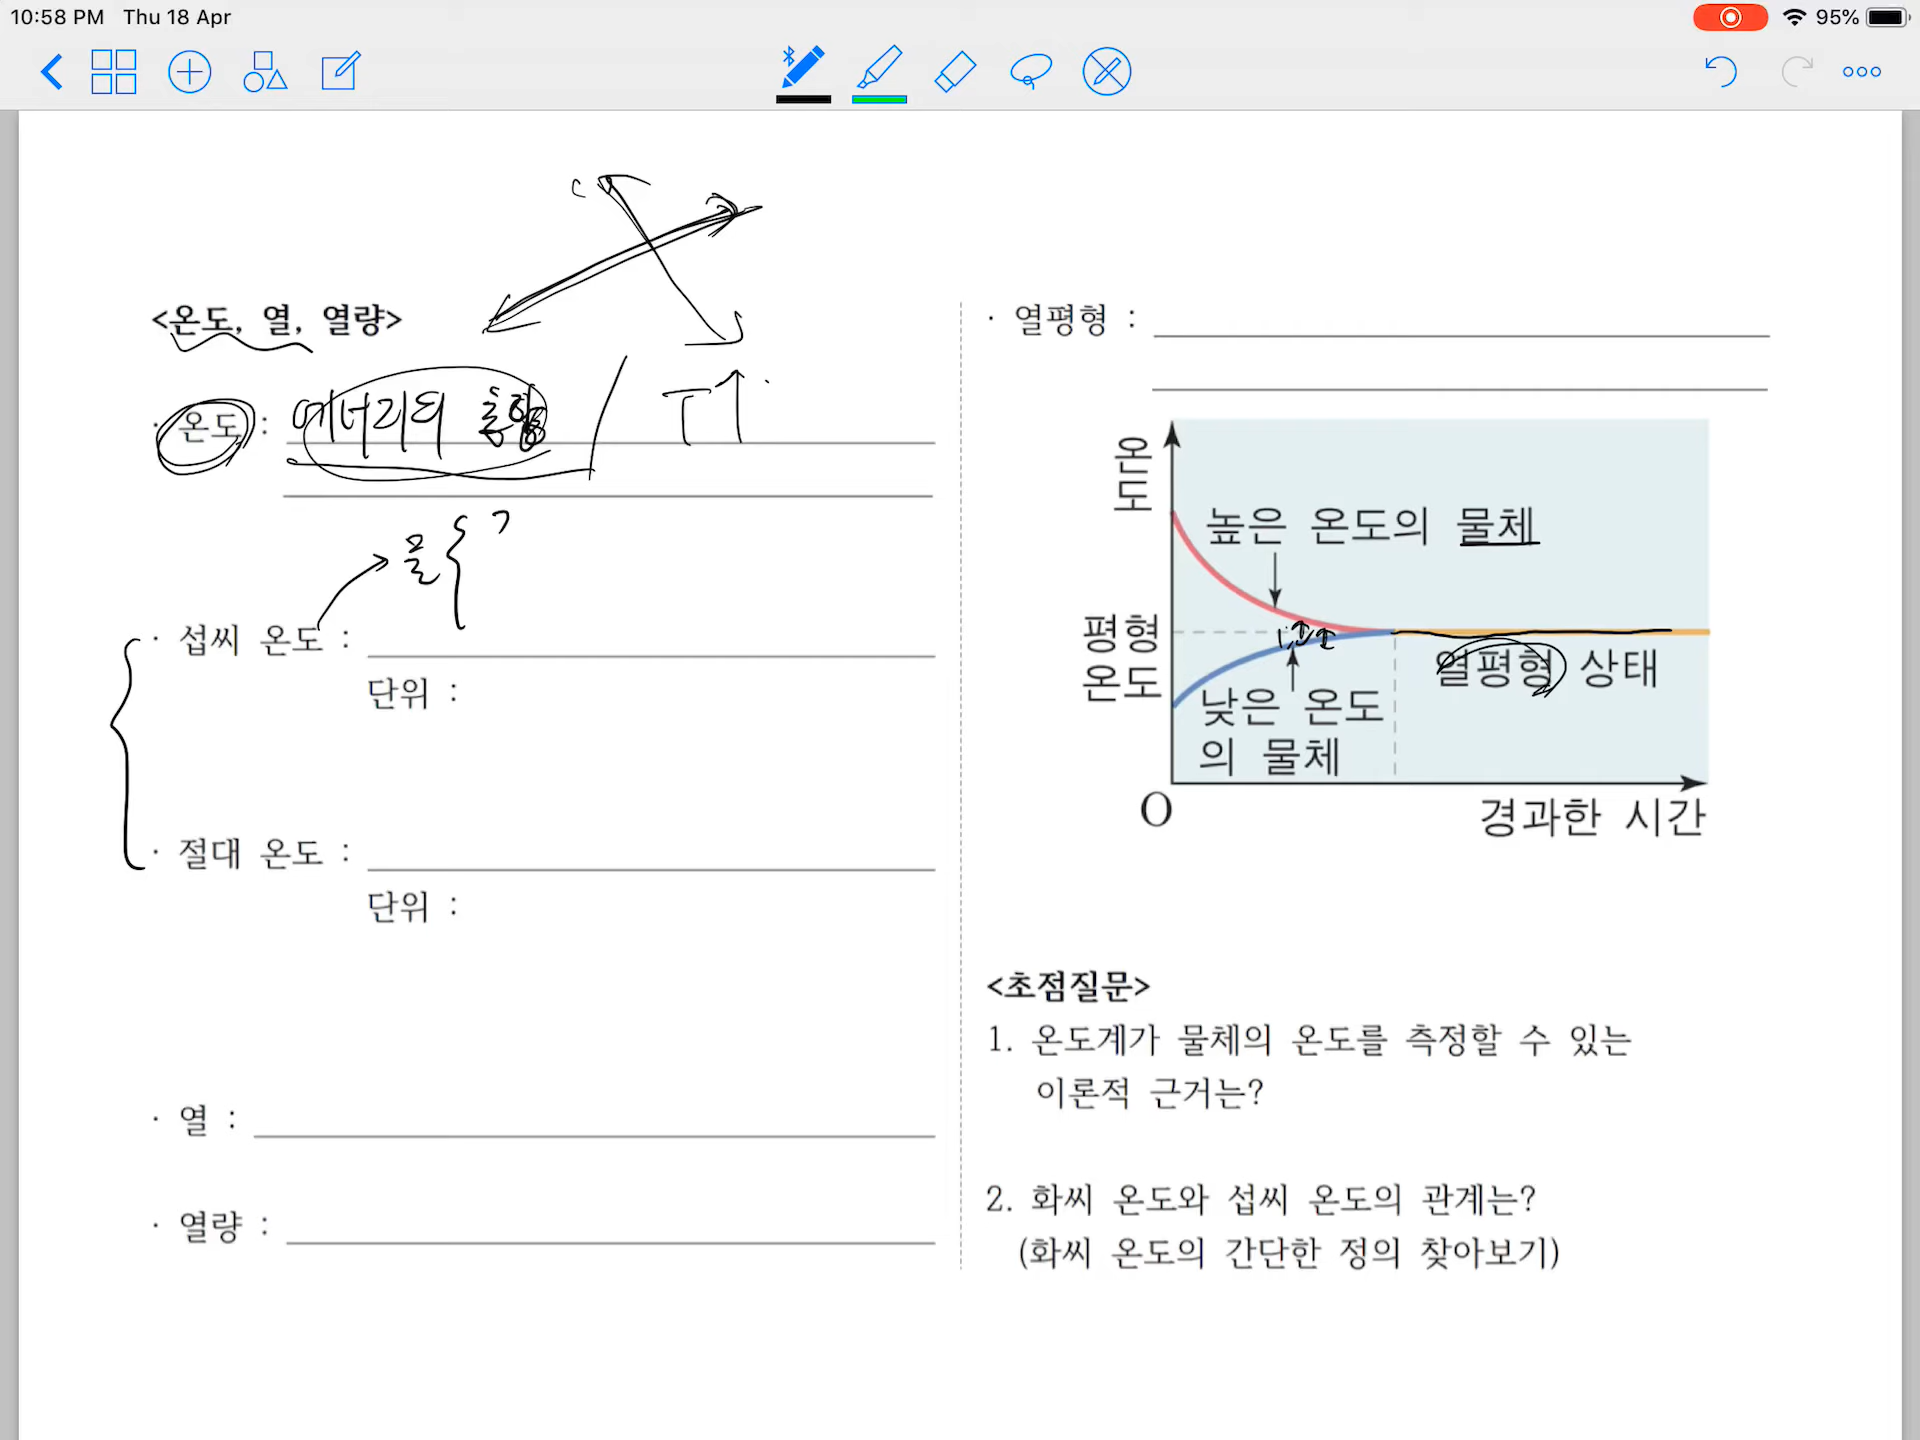 10:58 PM Thu 18 Apr
95%
<온도, 열, 열량>
· 온도 : 에너지의 흐름 T↑
물 {
· 섭씨 온도 :
단위 :
· 절대 온도 :
단위 :
· 열 :
· 열량 :
· 열평형 :
온도
높은 온도의 물체
평형
온도
열평형 상태
낮은 온도
의 물체
O
경과한 시간
<초점질문>
1. 온도계가 물체의 온도를 측정할 수 있는
이론적 근거는?
2. 화씨 온도와 섭씨 온도의 관계는?
(화씨 온도의 간단한 정의 찾아보기)